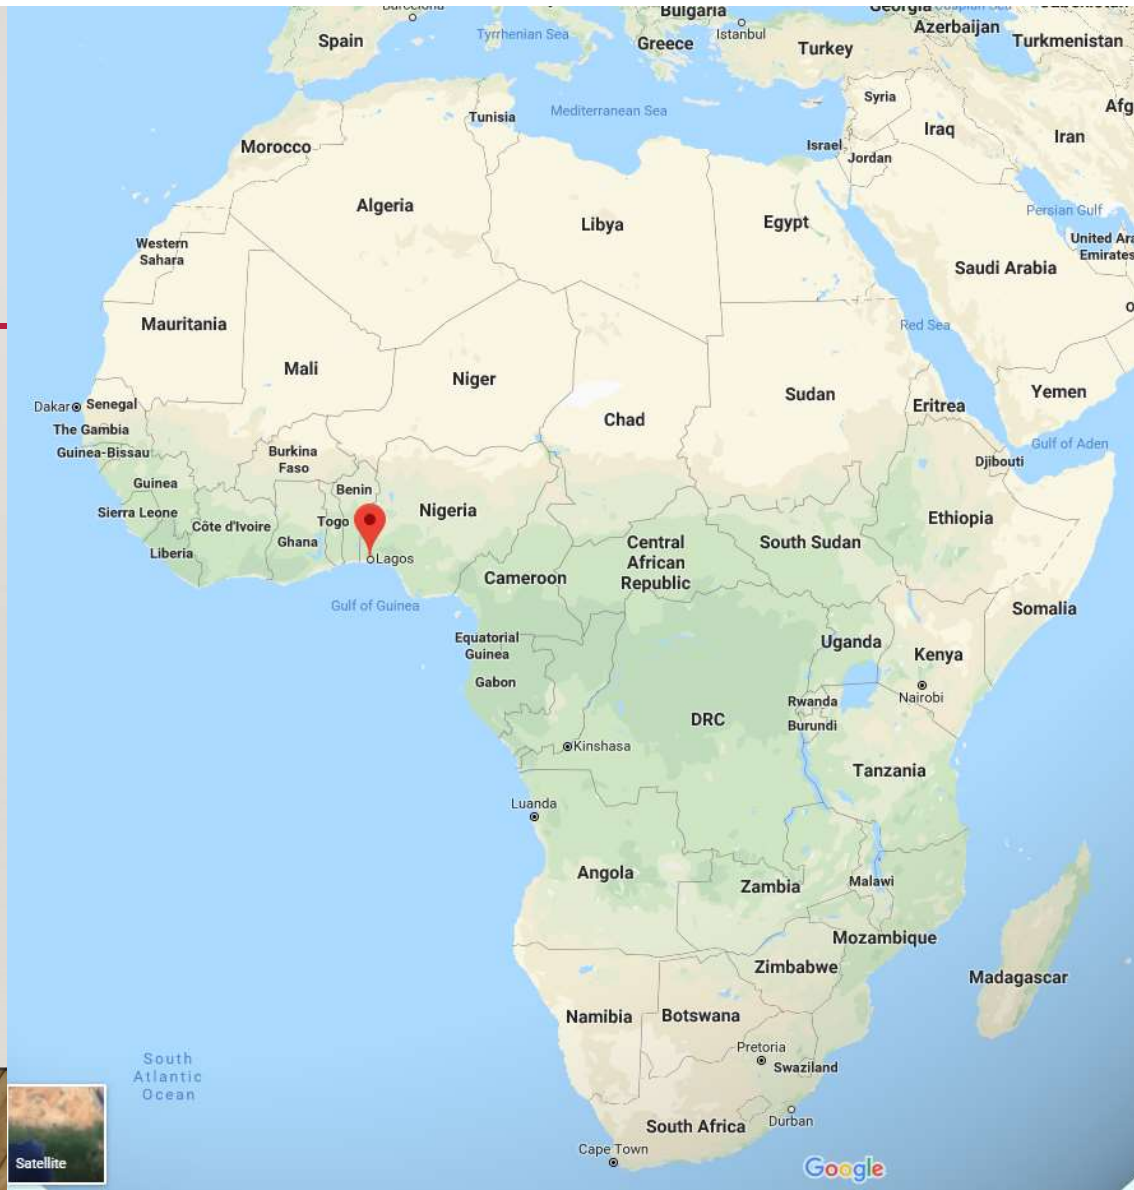 Barcelona
Bulgaria
Georgia
Caspian Sea
Azerbaijan
Spain
Tyrrhenian Sea
Greece
Istanbul
Turkey
Turkmenistan
Tunisia
Mediterranean Sea
Syria
Afg
Morocco
Israel
Iraq
Iran
Jordan
Algeria
Libya
Egypt
Persian Gulf
Western
Sahara
United Ara
Emirates
Saudi Arabia
O
Mauritania
Red Sea
Mali
Niger
Sudan
Yemen
Dakar
Senegal
Chad
Eritrea
The Gambia
Gulf of Aden
Guinea-Bissau
Burkina
Faso
Djibouti
Guinea
Benin
Sierra Leone
Côte d'Ivoire
Togo
Nigeria
Ethiopia
Liberia
Ghana
Lagos
Central
African
Republic
South Sudan
Cameroon
Gulf of Guinea
Somalia
Equatorial
Guinea
Uganda
Kenya
Gabon
Nairobi
Rwanda
Burundi
DRC
Kinshasa
Tanzania
Luanda
Angola
Zambia
Malawi
Mozambique
Zimbabwe
Madagascar
Namibia
Botswana
Pretoria
Swaziland
South
Atlantic
Ocean
South Africa
Durban
Cape Town
Satellite
Google